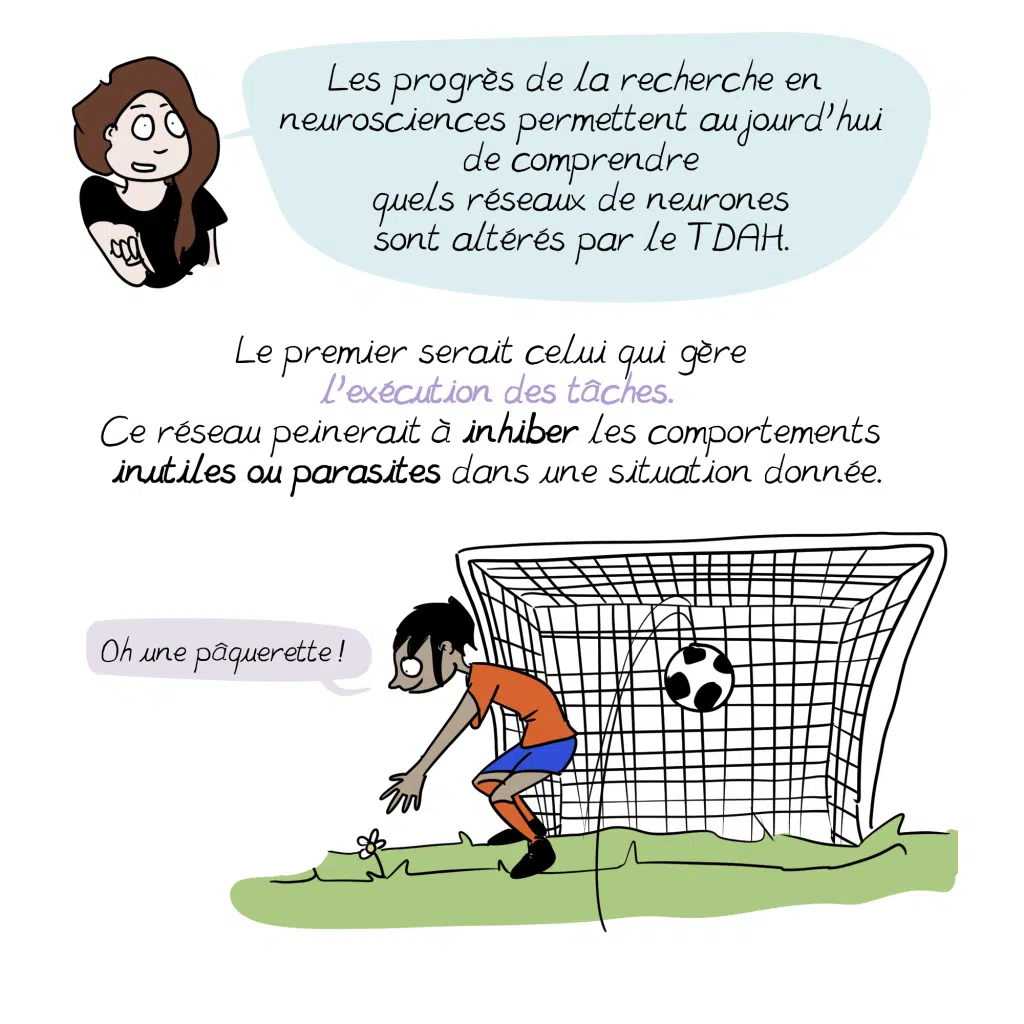 Les progrès de la recherche en
neurosciences permettent aujourd'hui
de comprendre
quels réseaux de neurones
sont altérés par le TDAH.
Le premier serait celui qui gère
l'exécution des tâches.
Ce réseau peinerait à inhiber les comportements
inutiles ou parasites dans une situation donnée.
Oh une pâquerette !